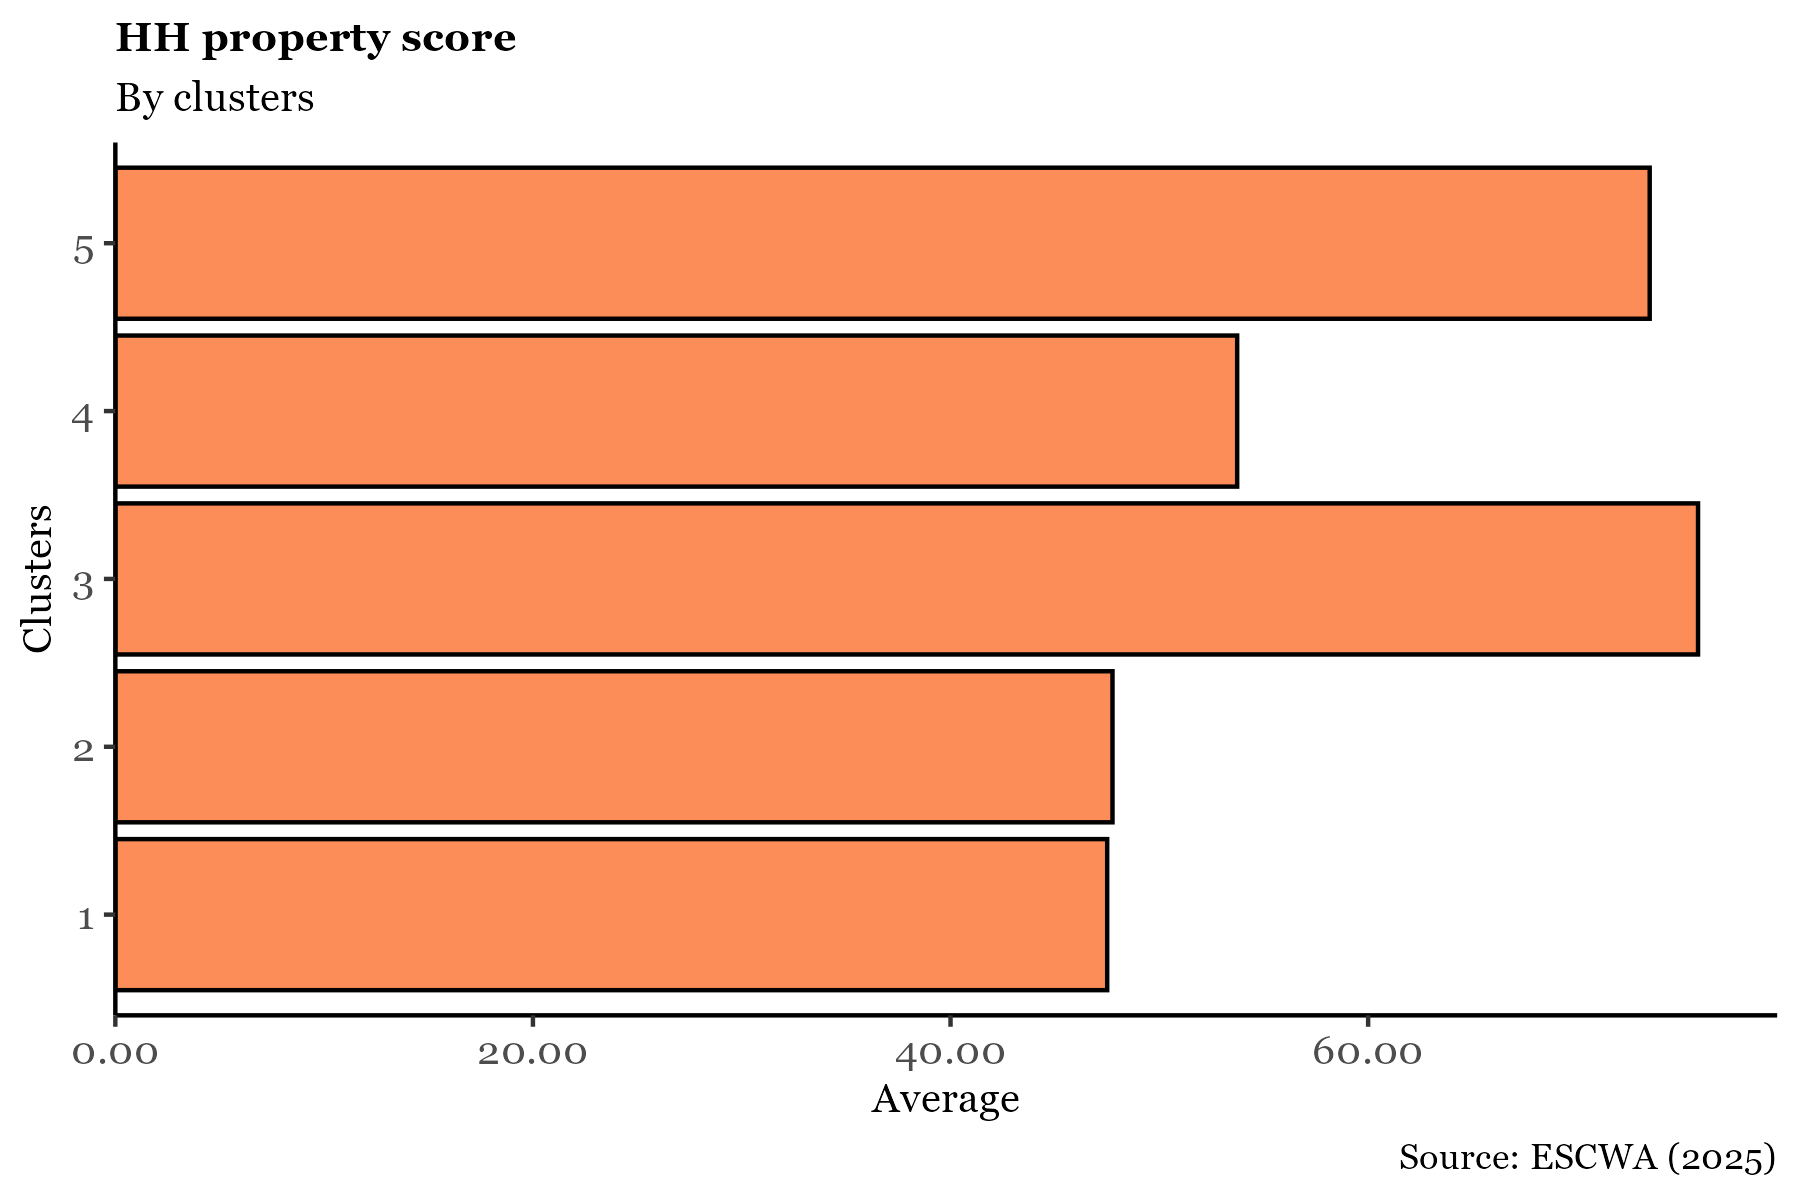 HH property score
By clusters
5
4
3
2
1
Clusters
0.00
20.00
40.00
60.00
Average
Source: ESCWA (2025)